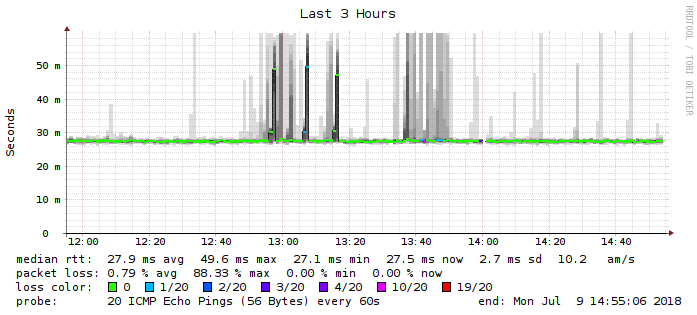 Last 3 Hours
RRDTOOL / TOBI OETIKER
Seconds
50 m
40 m
30 m
20 m
10 m
0
12:00 12:20 12:40 13:00 13:20 13:40 14:00 14:20 14:40
median rtt: 27.9 ms avg 49.6 ms max 27.1 ms min 27.5 ms now 2.7 ms sd 10.2 am/s
packet loss: 0.79 % avg 88.33 % max 0.00 % min 0.00 % now
loss color: 0 1/20 2/20 3/20 4/20 10/20 19/20
probe: 20 ICMP Echo Pings (56 Bytes) every 60s end: Mon Jul 9 14:55:06 2018